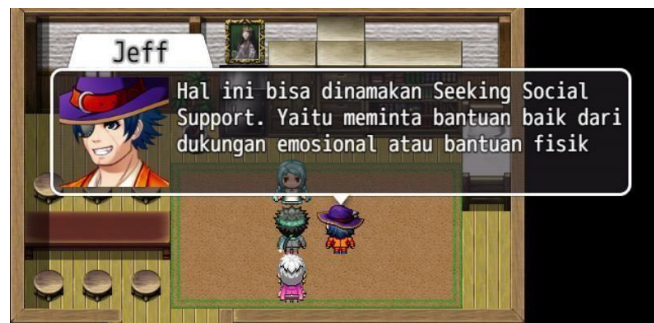 Jeff
Hal ini bisa dinamakan Seeking Social
Support. Yaitu meminta bantuan baik dari
dukungan emosional atau bantuan fisik